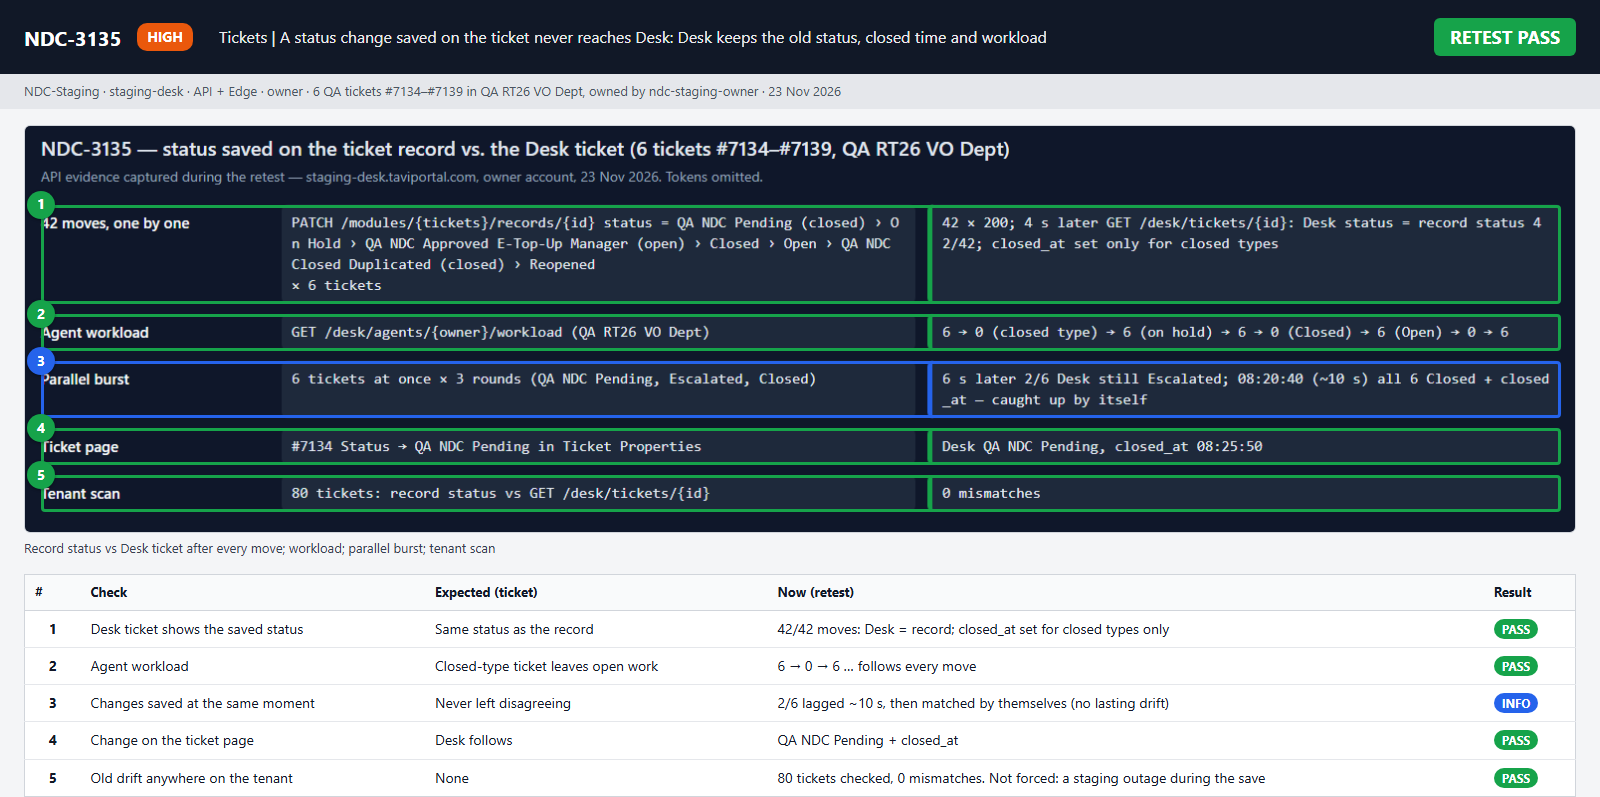 NDC-3135 HIGH Tickets | A status change saved on the ticket never reaches Desk: Desk keeps the old status, closed time and workload RETEST PASS
NDC-Staging · staging-desk · API + Edge · owner · 6 QA tickets #7134–#7139 in QA RT26 VO Dept, owned by ndc-staging-owner · 23 Nov 2026
NDC-3135 — status saved on the ticket record vs. the Desk ticket (6 tickets #7134–#7139, QA RT26 VO Dept)
API evidence captured during the retest — staging-desk.taviportal.com, owner account, 23 Nov 2026. Tokens omitted.
1
42 moves, one by one
PATCH /modules/{tickets}/records/{id} status = QA NDC Pending (closed) › O
n Hold › QA NDC Approved E-Top-Up Manager (open) › Closed › Open › QA NDC
Closed Duplicated (closed) › Reopened
× 6 tickets
42 × 200; 4 s later GET /desk/tickets/{id}: Desk status = record status 4
2/42; closed_at set only for closed types
2
Agent workload
GET /desk/agents/{owner}/workload (QA RT26 VO Dept)
6 → 0 (closed type) → 6 (on hold) → 6 → 0 (Closed) → 6 (Open) → 0 → 6
3
Parallel burst
6 tickets at once × 3 rounds (QA NDC Pending, Escalated, Closed)
6 s later 2/6 Desk still Escalated; 08:20:40 (~10 s) all 6 Closed + closed
_at — caught up by itself
4
Ticket page
#7134 Status → QA NDC Pending in Ticket Properties
Desk QA NDC Pending, closed_at 08:25:50
5
Tenant scan
80 tickets: record status vs GET /desk/tickets/{id}
0 mismatches
Record status vs Desk ticket after every move; workload; parallel burst; tenant scan
# Check Expected (ticket) Now (retest) Result
1 Desk ticket shows the saved status Same status as the record 42/42 moves: Desk = record; closed_at set for closed types only PASS
2 Agent workload Closed-type ticket leaves open work 6 → 0 → 6 … follows every move PASS
3 Changes saved at the same moment Never left disagreeing 2/6 lagged ~10 s, then matched by themselves (no lasting drift) INFO
4 Change on the ticket page Desk follows QA NDC Pending + closed_at PASS
5 Old drift anywhere on the tenant None 80 tickets checked, 0 mismatches. Not forced: a staging outage during the save PASS